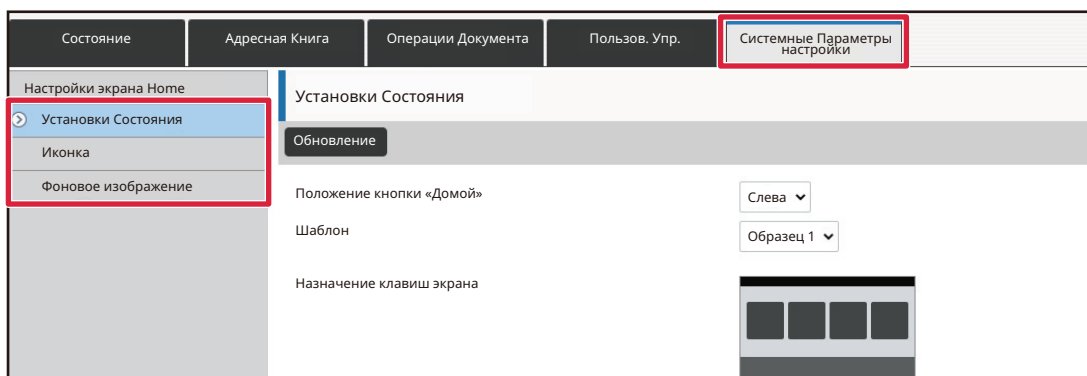 Состояние
Адресная Книга
Операции Документа
Пользов. Упр.
Системные Параметры
настройки
Настройки экрана Home
Установки Состояния
Иконка
Фоновое изображение
Установки Состояния
Обновление
Положение кнопки «Домой»
Слева
Шаблон
Образец 1
Назначение клавиш экрана